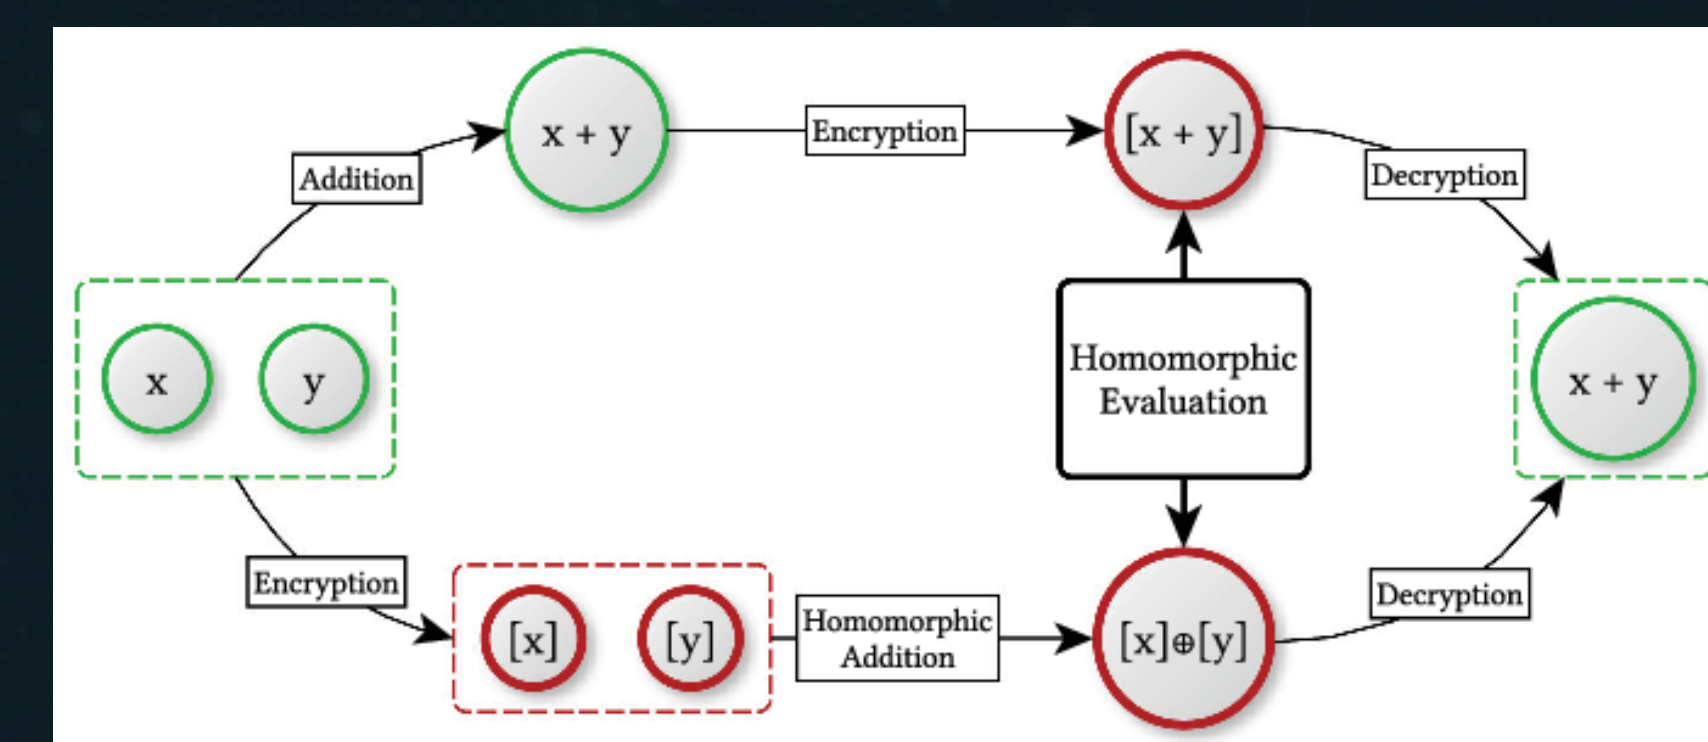 x + y
Encryption
[x + y]
Addition
Decryption
x
y
Homomorphic
Evaluation
x + y
Encryption
[x]
[y]
Homomorphic
Addition
[x]⊕[y]
Decryption